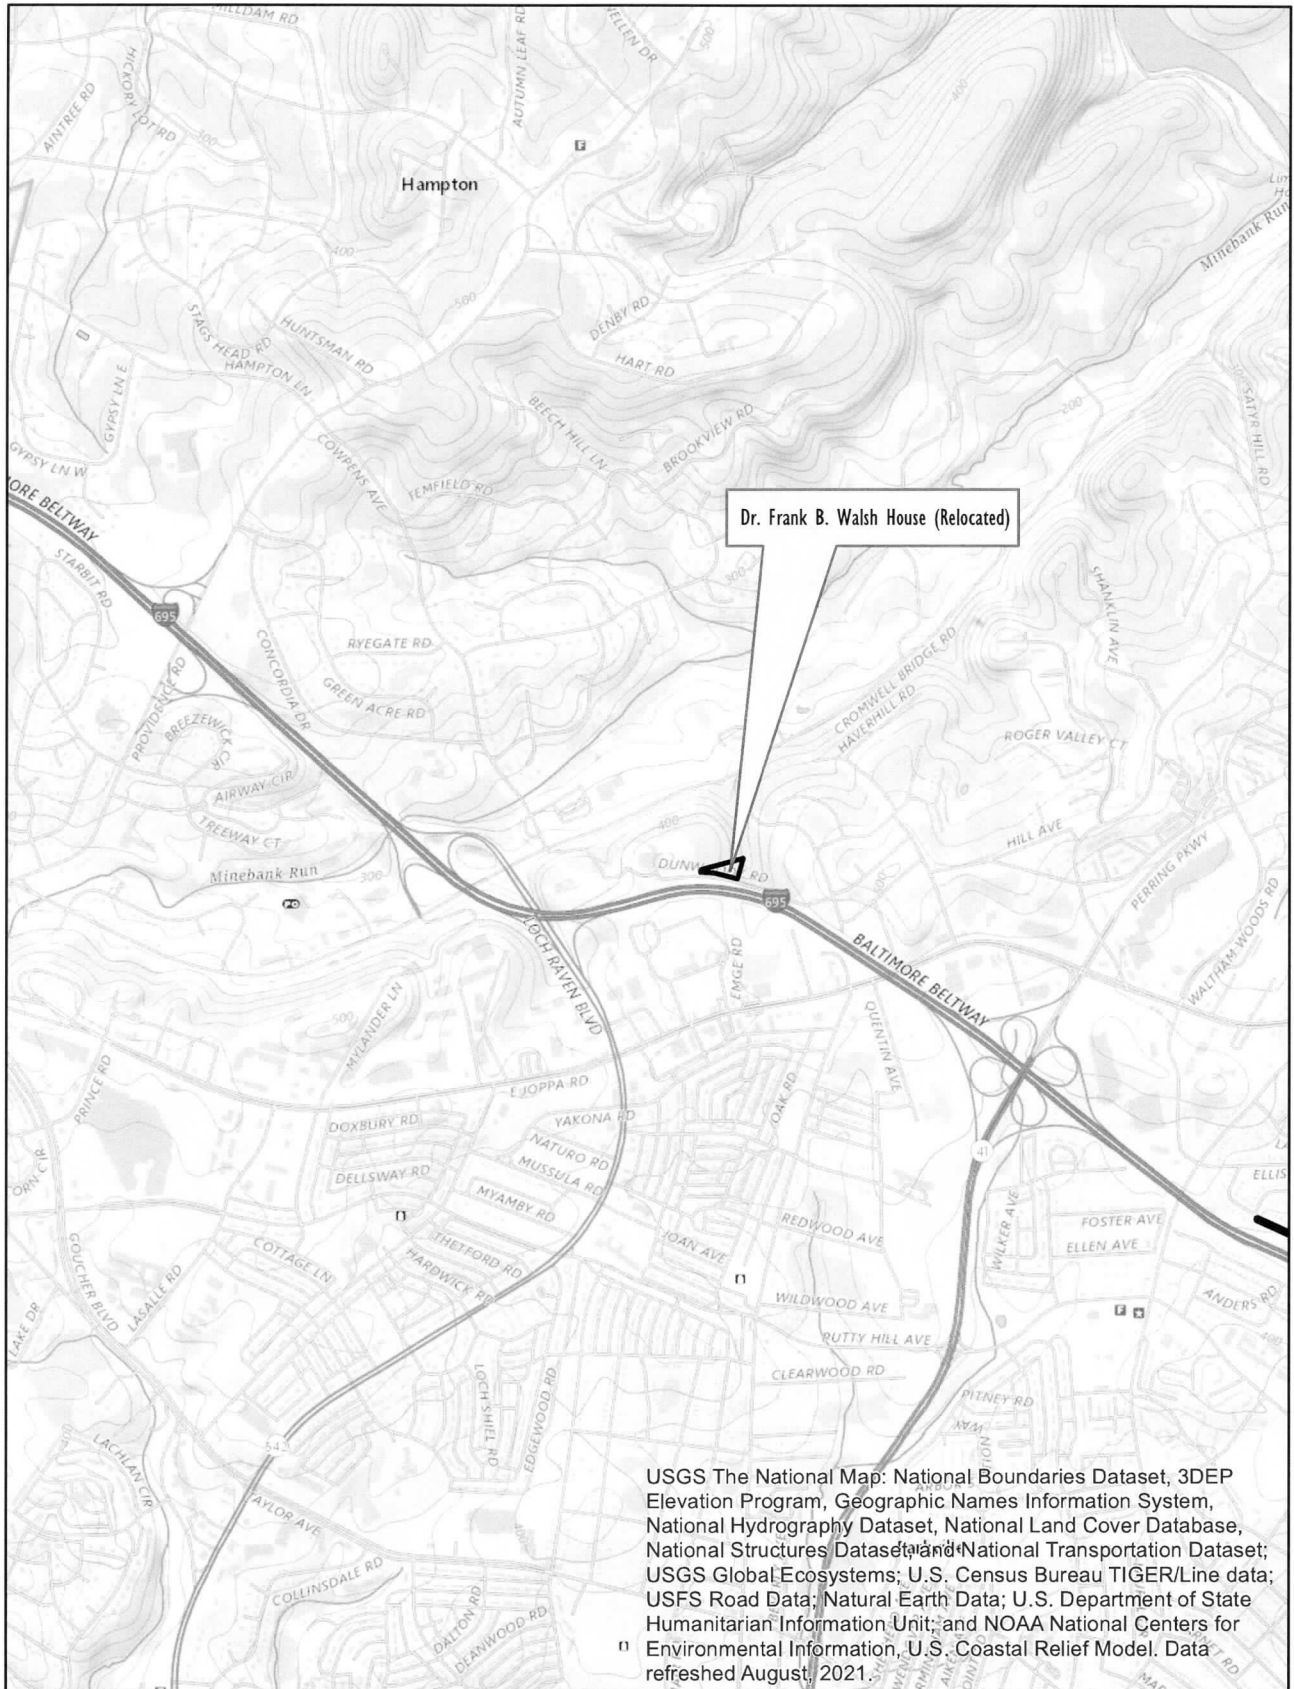 AUTUMN LEAF RD
HICKORY LOT RD
AINTREE RD
500
400
300
F
Hampton
Minebank Run
400
500
STAGS HEAD RD
HUNTSMAN RD
HAMPTON LN
DENBY RD
HART RD
GYPSY LN E
GYPSY LN W
COWPENS AVE
TEMFIELD RD
BEECH HILL LN
BROOKVIEW RD
200
SATYR HILL RD
ORE BELTWAY
Dr. Frank B. Walsh House (Relocated)
STARBIT RD
695
300
SHANKLIN AVE
CONCORDIA DR
RYEGATE RD
GREEN ACRE RD
PROVIDENCE RD
BREEZEWICK CIR
CROMWELL BRIDGE RD
HAVERHILL RD
ROGER VALLEY CT
AIRWAY CIR
TREEWAY CT
400
HILL AVE
PERRING PKWY
Minebank Run
300
RD
695
WALTHAM WOODS RD
LOCH RAVEN BLVD
EMGE RD
BALTIMORE BELTWAY
QUENTIN AVE
500
MYLANDER LN
PRINCE RD
E JOPPA RD
OAK RD
DOXBURY RD
YAKONA RD
NATURO RD
MUSSULA RD
DELLSWAY RD
MYAMBY RD
41
ELLIS
ORN CIR
REDWOOD AVE
WILKER AVE
FOSTER AVE
ELLEN AVE
GOUCHER BLVD
COTTAGE LN
THETFORD RD
HARDWICK RD
JOAN AVE
LASALLE RD
LAKE DR
WILDWOOD AVE
ANDERS RD
F
PUTTY HILL AVE
400
CLEARWOOD RD
LOCH SHIEL RD
EDGEWOOD RD
PITNEY RD
WAY
542
LACHLAN CIR
TAYLOR AVE
COLLINSDALE RD
DALTON RD
DEANWOOD RD
USGS The National Map: National Boundaries Dataset, 3DEP
Elevation Program, Geographic Names Information System,
National Hydrography Dataset, National Land Cover Database,
National Structures Dataset, and National Transportation Dataset;
USGS Global Ecosystems; U.S. Census Bureau TIGER/Line data;
USFS Road Data; Natural Earth Data; U.S. Department of State
Humanitarian Information Unit; and NOAA National Centers for
Environmental Information, U.S. Coastal Relief Model. Data
refreshed August, 2021.